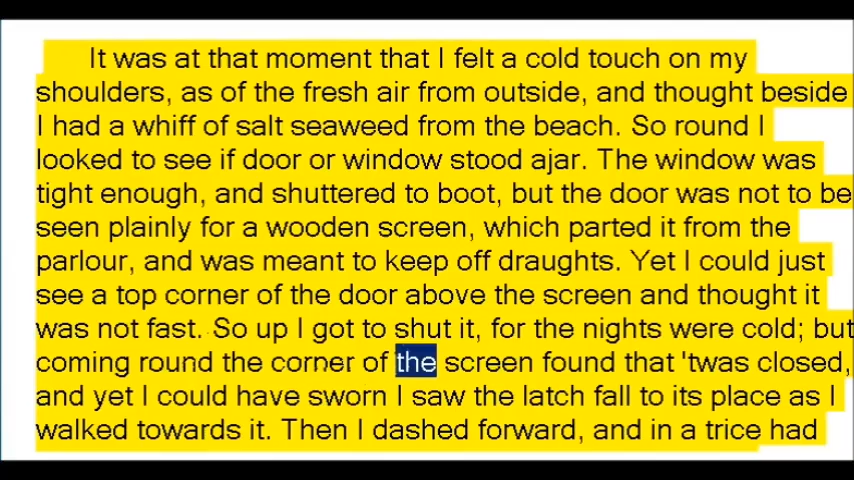 It was at that moment that I felt a cold touch on my
shoulders, as of the fresh air from outside, and thought beside
I had a whiff of salt seaweed from the beach. So round I
looked to see if door or window stood ajar. The window was
tight enough, and shuttered to boot, but the door was not to be
seen plainly for a wooden screen, which parted it from the
parlour, and was meant to keep off draughts. Yet I could just
see a top corner of the door above the screen and thought it
was not fast. So up I got to shut it, for the nights were cold; but
coming round the corner of the screen found that 'twas closed,
and yet I could have sworn I saw the latch fall to its place as I
walked towards it. Then I dashed forward, and in a trice had